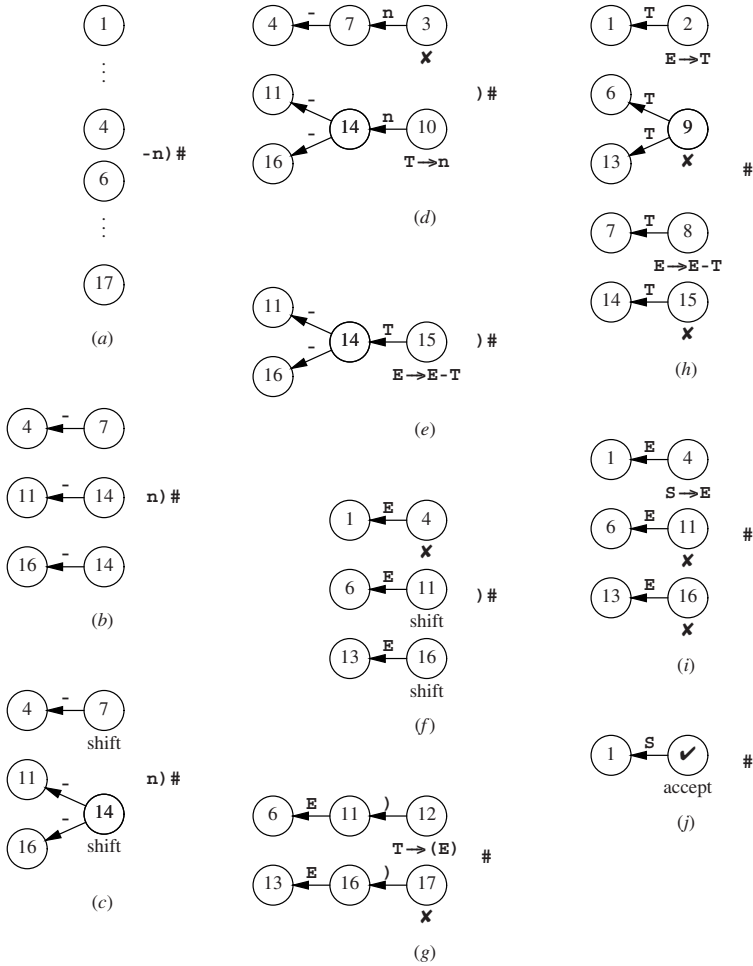 1
⋮
4
-n)#
6
⋮
17
(a)
4 - 7
11 - 14 n)#
16 - 14
(b)
4 - 7
shift
11 - n)#
14
16 - shift
(c)
4 - 7 n 3
✘
11 - )#
14 n 10
16 - T→n
(d)
11 -
14 T 15 )#
16 - E→E-T
(e)
1 E 4
✘
6 E 11 )#
shift
13 E 16
shift
(f)
6 E 11 ) 12
T→(E) #
13 E 16 ) 17
✘
(g)
1 T 2
E→T
6 T
9
13 T ✘
#
7 T 8
E→E-T
14 T 15
✘
(h)
1 E 4
S→E
6 E 11 #
✘
13 E 16
✘
(i)
1 S ✔ #
accept
(j)